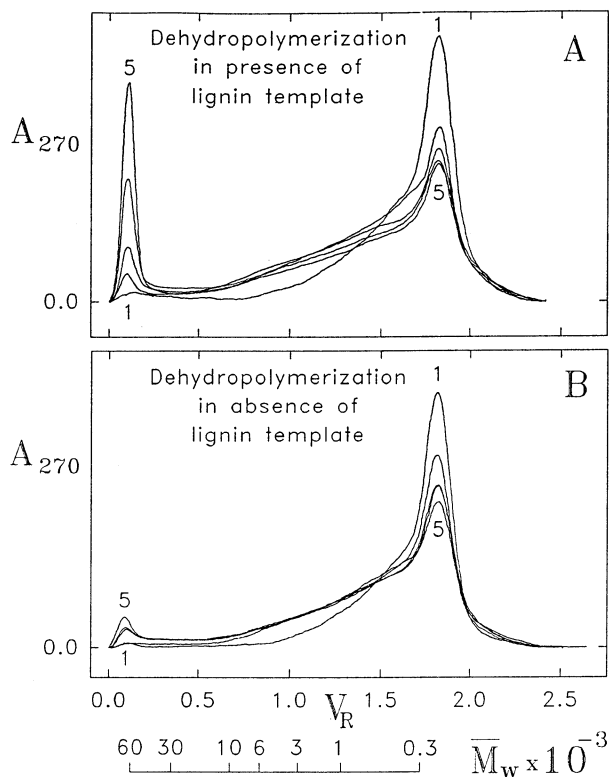 Dehydropolymerization
in presence of
lignin template
A
1
5
A270
5
0.0
1
Dehydropolymerization
in absence of
lignin template
B
1
A270
5
5
0.0
1
0.0 0.5 1.0 1.5 2.0 2.5
VR
60 30 10 6 3 1 0.3 M̅w x 10⁻³